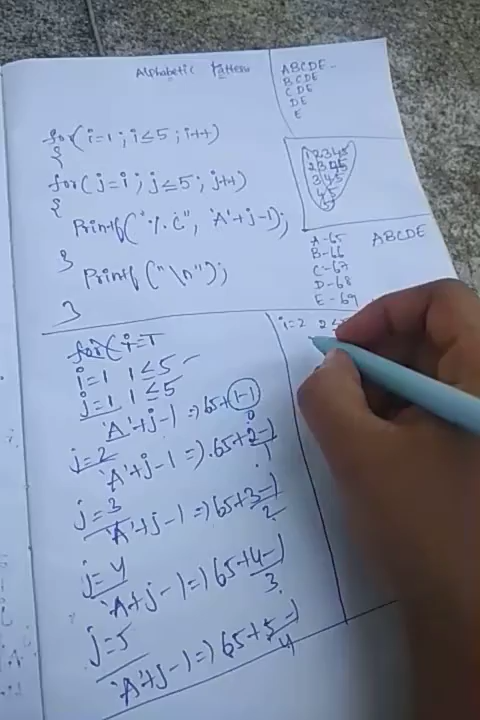 Alphabetic Pattern
for(i=1; i≤5; i++)
{
for(j=i; j≤5; j++)
{
Printf("%c", 'A'+j-1);
}
Printf("\n");
}
ABCDE
BCDE
CDE
DE
E
12345
2345
345
45
5
A-65
B-66
C-67
D-68
E-69
ABCDE
for(i=1
i=1 1≤5
j=1 1≤5
'A'+j-1 => 65+1-1
0
j=2
'A'+j-1 => 65+2-1
1
j=3
'A'+j-1 => 65+3-1
2
j=4
'A'+j-1 => 65+4-1
3
j=5
'A'+j-1 => 65+5-1
4
i=2 2≤